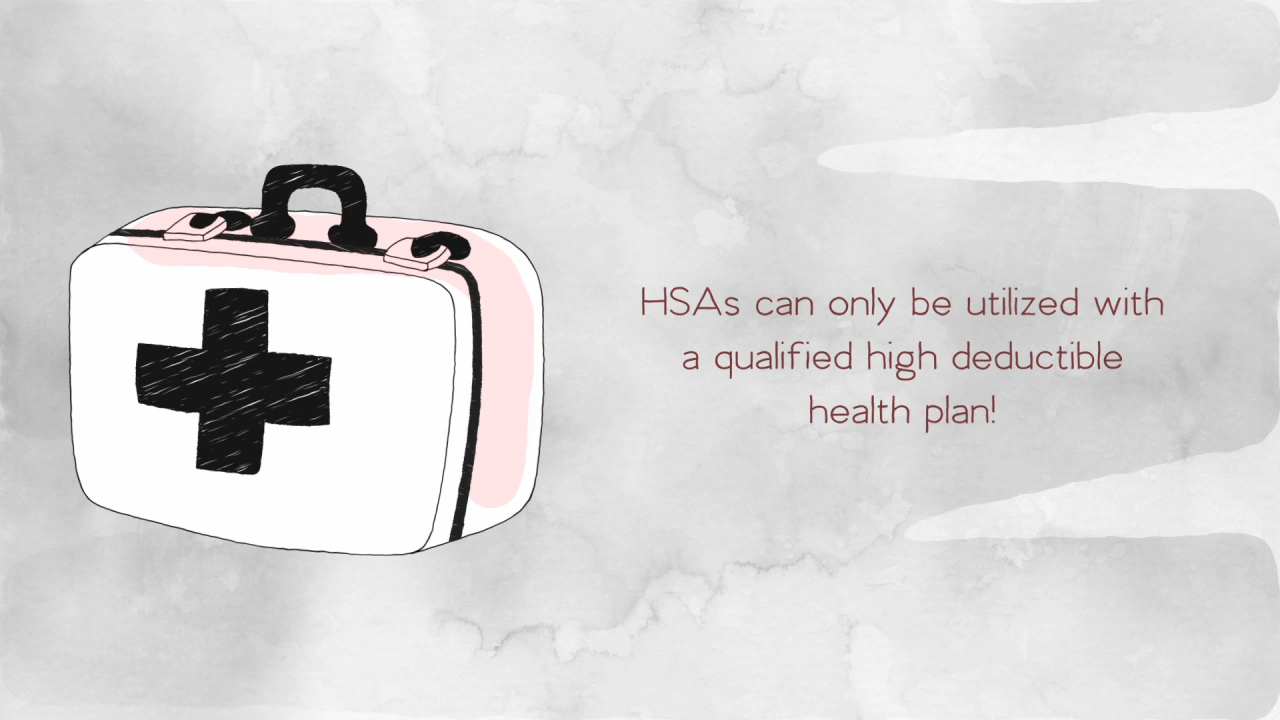 HSAs can only be utilized with
a qualified high deductible
health plan!